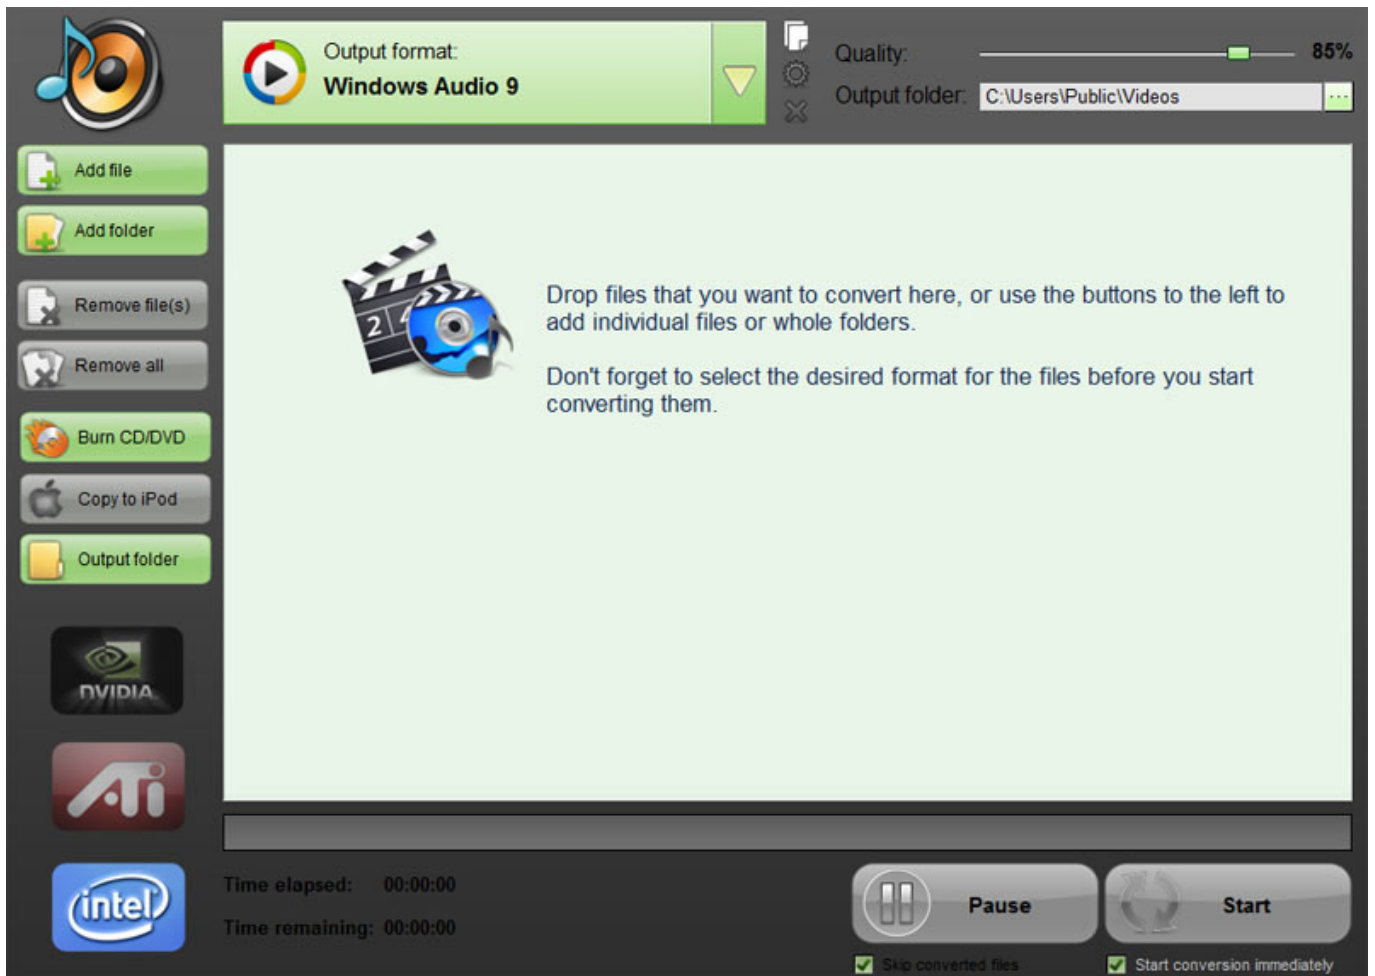 Output format:
Windows Audio 9
Quality:
85%
Output folder:
C:\Users\Public\Videos
...
Add file
Add folder
Remove file(s)
Remove all
Burn CD/DVD
Copy to iPod
Output folder
Drop files that you want to convert here, or use the buttons to the left to
add individual files or whole folders.
Don't forget to select the desired format for the files before you start
converting them.
24
NVIDIA.
ATi
intel
Time elapsed: 00:00:00
Time remaining: 00:00:00
Pause
Start
Skip converted files
Start conversion immediately